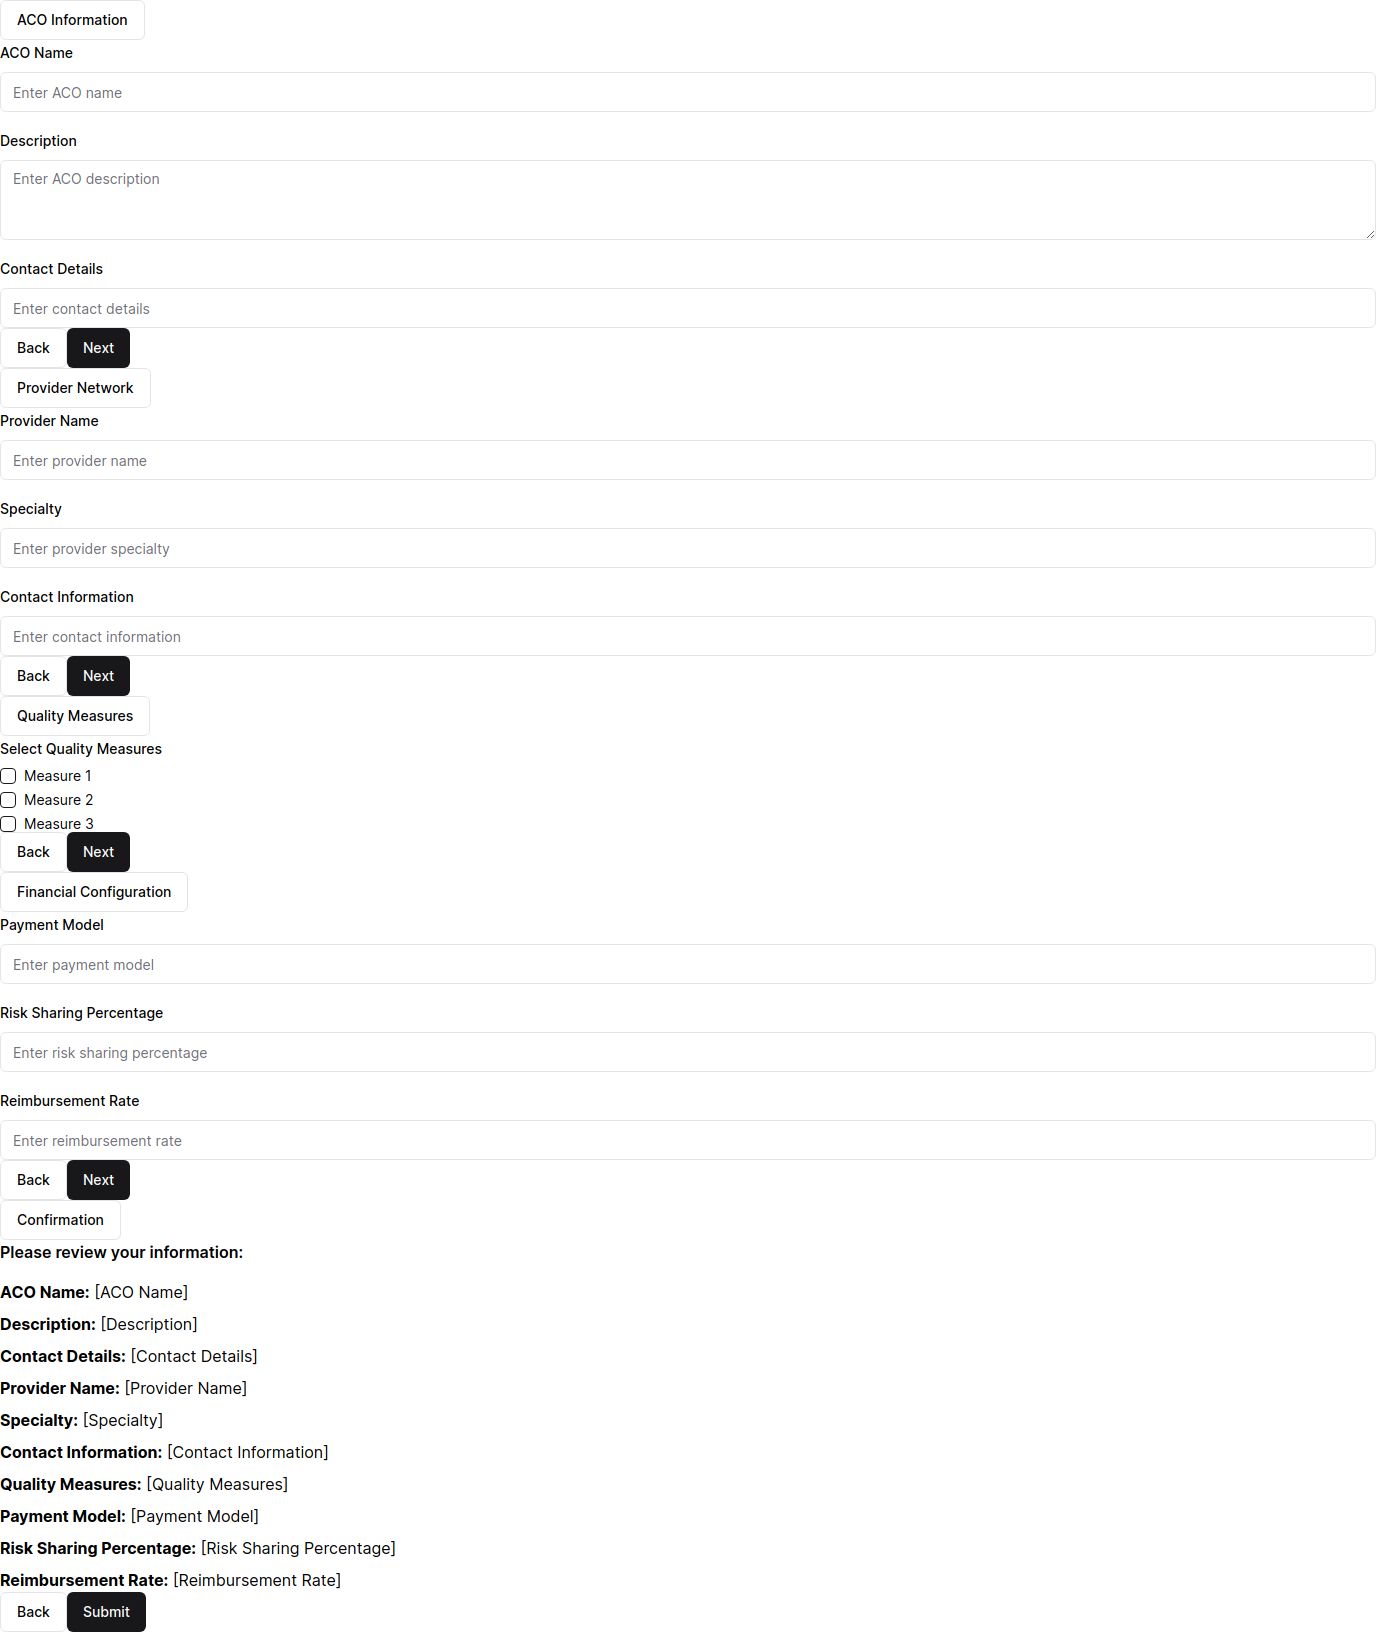 ACO Information
ACO Name
Enter ACO name
Description
Enter ACO description
Contact Details
Enter contact details
Back Next
Provider Network
Provider Name
Enter provider name
Specialty
Enter provider specialty
Contact Information
Enter contact information
Back Next
Quality Measures
Select Quality Measures
Measure 1
Measure 2
Measure 3
Back Next
Financial Configuration
Payment Model
Enter payment model
Risk Sharing Percentage
Enter risk sharing percentage
Reimbursement Rate
Enter reimbursement rate
Back Next
Confirmation
Please review your information:
ACO Name: [ACO Name]
Description: [Description]
Contact Details: [Contact Details]
Provider Name: [Provider Name]
Specialty: [Specialty]
Contact Information: [Contact Information]
Quality Measures: [Quality Measures]
Payment Model: [Payment Model]
Risk Sharing Percentage: [Risk Sharing Percentage]
Reimbursement Rate: [Reimbursement Rate]
Back Submit